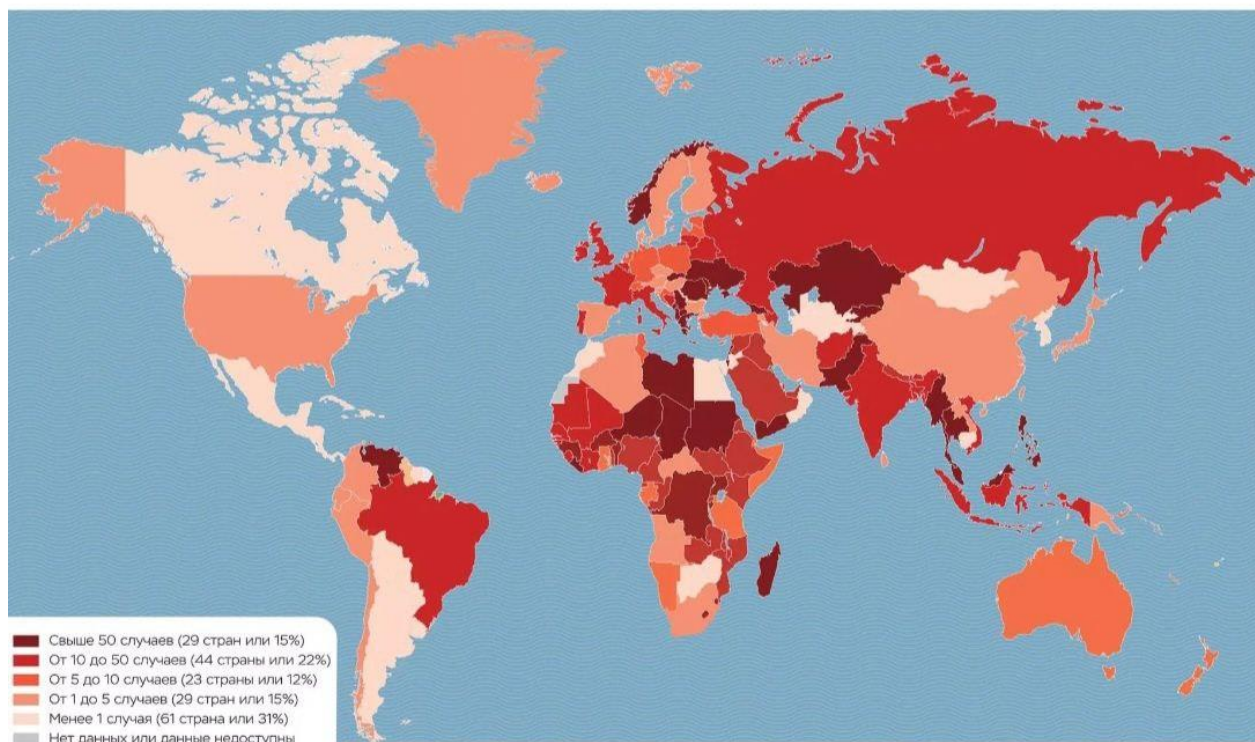 Свыше 50 случаев (29 стран или 15%)
От 10 до 50 случаев (44 страны или 22%)
От 5 до 10 случаев (23 страны или 12%)
От 1 до 5 случаев (29 стран или 15%)
Менее 1 случая (61 страна или 31%)
Нет данных или данные недоступны